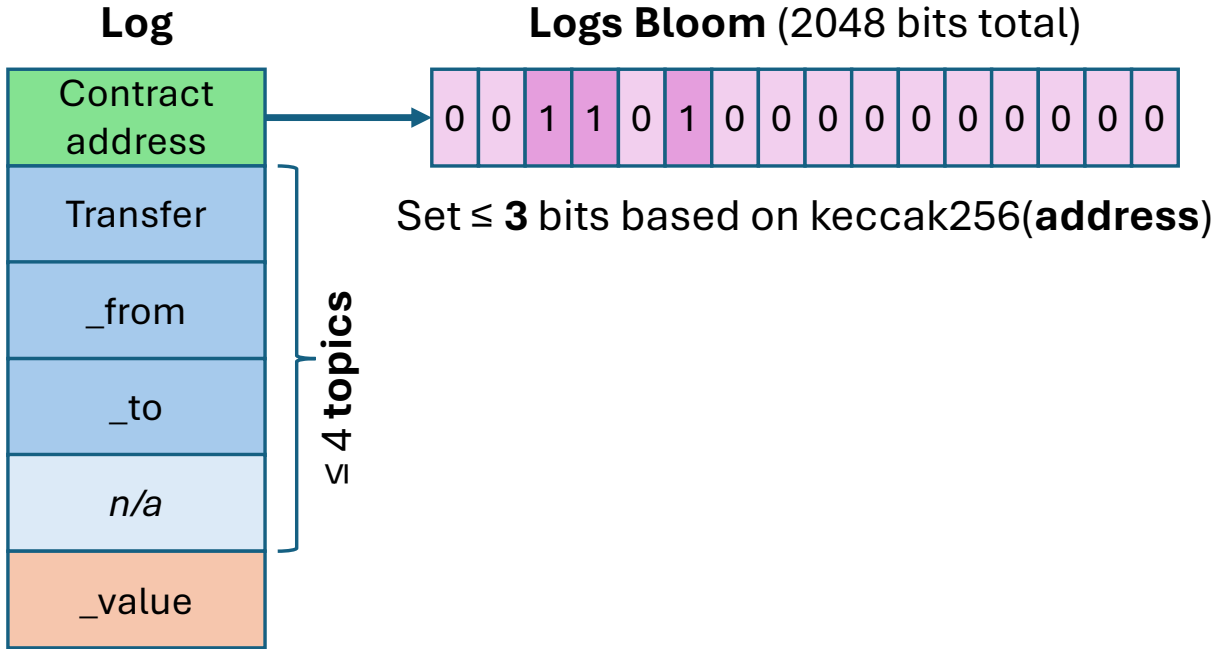 Log
Logs Bloom (2048 bits total)
Contract
address
0 0 1 1 0 1 0 0 0 0 0 0 0 0 0 0
Transfer
Set ≤ 3 bits based on keccak256(address)
_from
_to
≤ 4 topics
n/a
_value